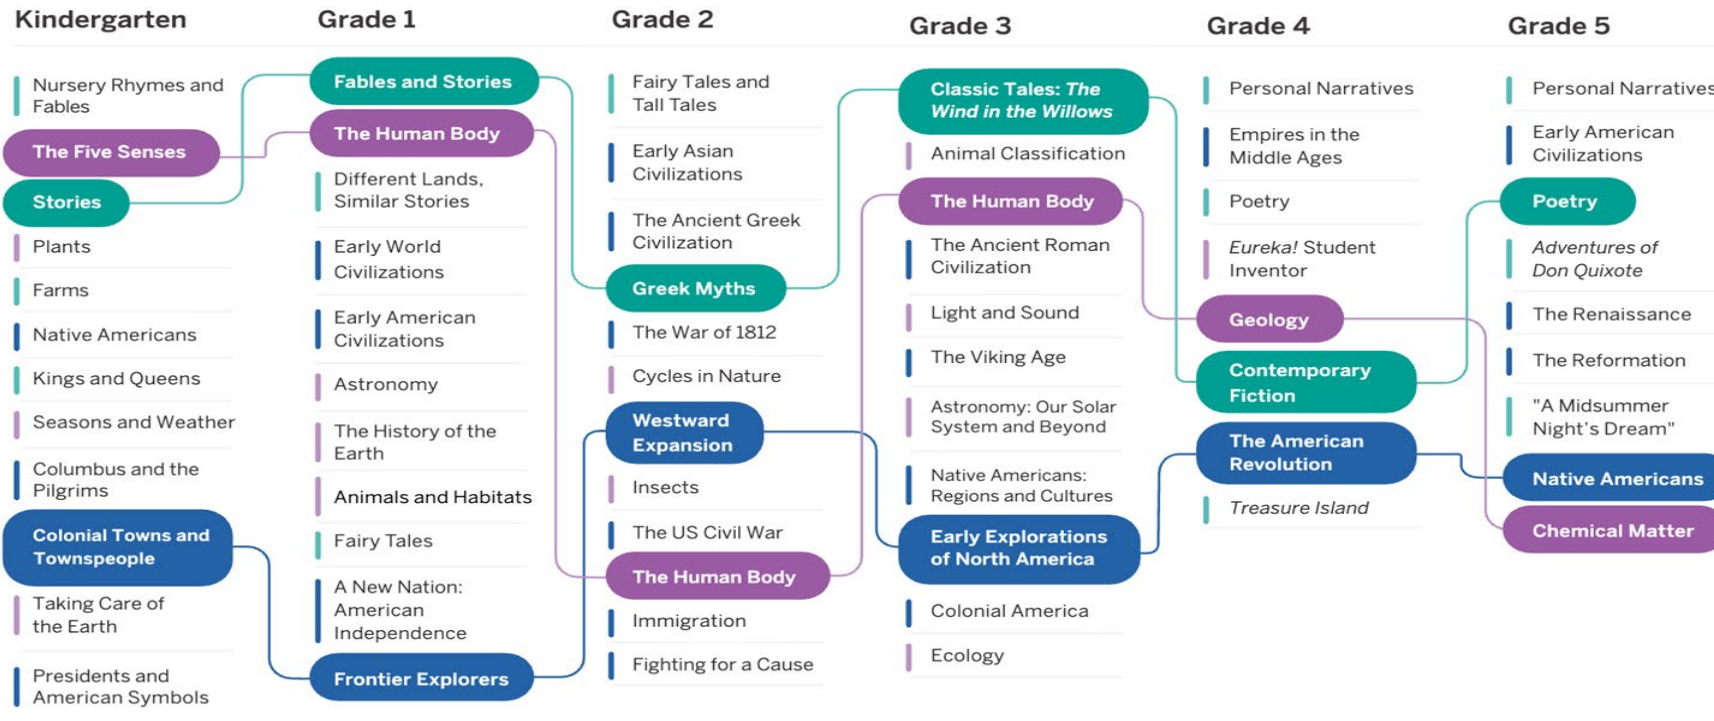 Kindergarten
Nursery Rhymes and
Fables
The Five Senses
Stories
Plants
Farms
Native Americans
Kings and Queens
Seasons and Weather
Columbus and the
Pilgrims
Colonial Towns and
Townspeople
Taking Care of
the Earth
Presidents and
American Symbols
Grade 1
Fables and Stories
The Human Body
Different Lands,
Similar Stories
Early World
Civilizations
Early American
Civilizations
Astronomy
The History of the
Earth
Animals and Habitats
Fairy Tales
A New Nation:
American
Independence
Frontier Explorers
Grade 2
Fairy Tales and
Tall Tales
Early Asian
Civilizations
The Ancient Greek
Civilization
Greek Myths
The War of 1812
Cycles in Nature
Westward
Expansion
Insects
The US Civil War
The Human Body
Immigration
Fighting for a Cause
Grade 3
Classic Tales: The
Wind in the Willows
Animal Classification
The Human Body
The Ancient Roman
Civilization
Light and Sound
The Viking Age
Astronomy: Our Solar
System and Beyond
Native Americans:
Regions and Cultures
Early Explorations
of North America
Colonial America
Ecology
Grade 4
Personal Narratives
Empires in the
Middle Ages
Poetry
Eureka! Student
Inventor
Geology
Contemporary
Fiction
The American
Revolution
Treasure Island
Grade 5
Personal Narratives
Early American
Civilizations
Poetry
Adventures of
Don Quixote
The Renaissance
The Reformation
"A Midsummer
Night's Dream"
Native Americans
Chemical Matter